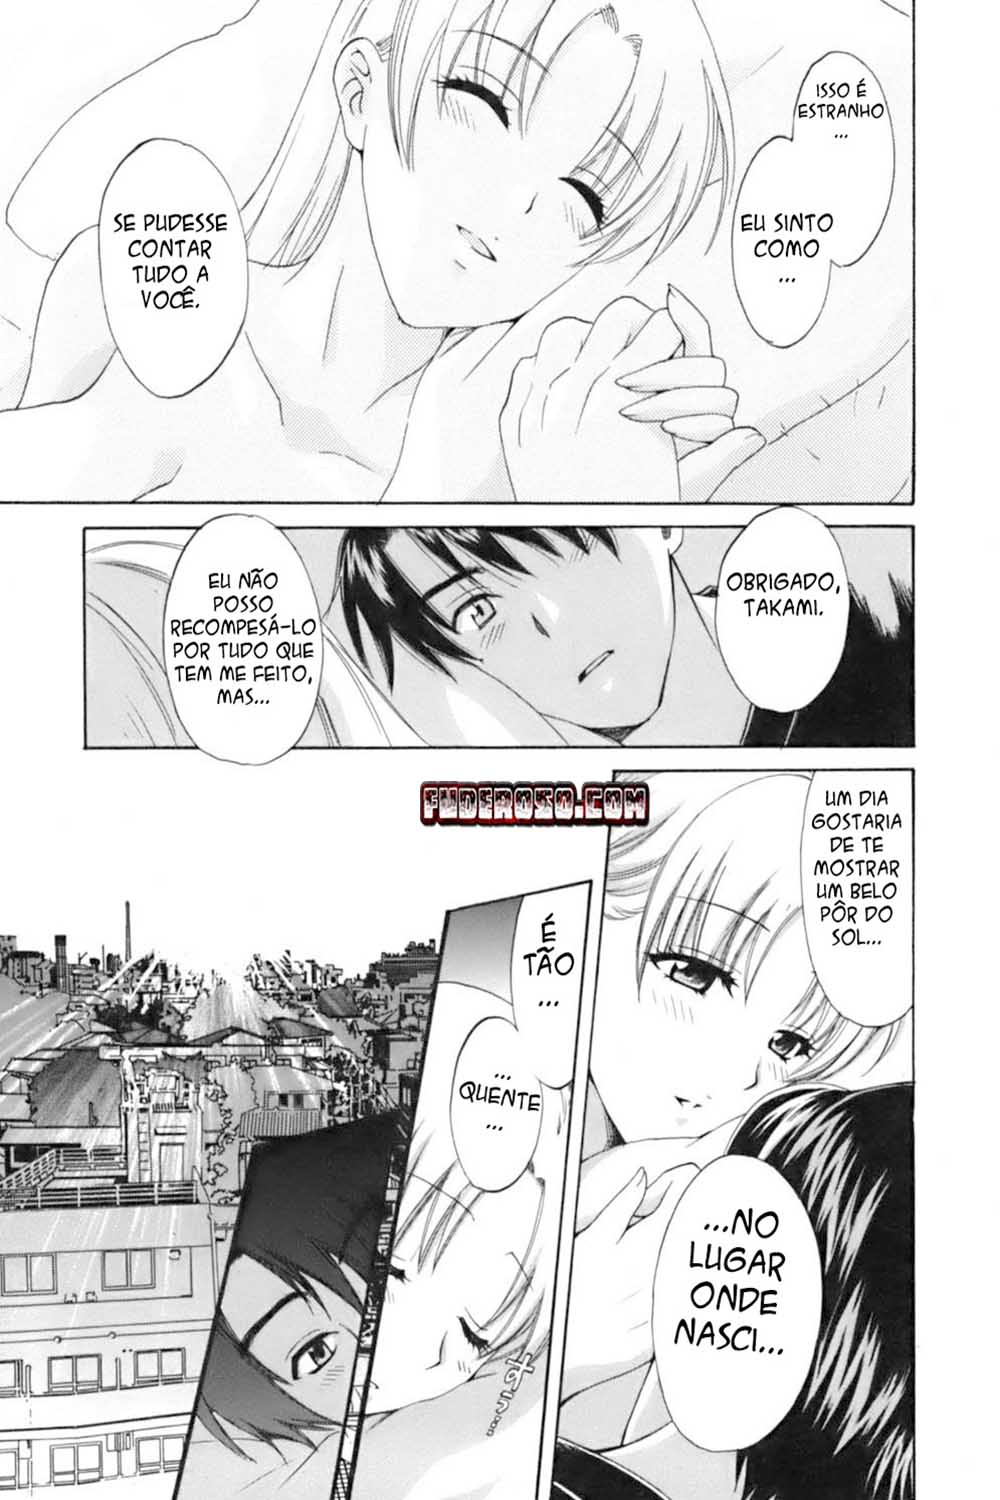 ISSO É
ESTRANHO
...
EU SINTO
COMO
...
SE PUDESSE
CONTAR
TUDO A
VOCÊ.
OBRIGADO,
TAKAMI.
EU NÃO
POSSO
RECOMPESÁ-LO
POR TUDO QUE
TEM ME FEITO,
MAS...
FUDEROSO.COM
UM DIA
GOSTARIA
DE TE
MOSTRAR
UM BELO
PÔR DO
SOL...
...NO
LUGAR
ONDE
NASCI...
É
TÃO
...
...
QUENTE
...
すぅ…